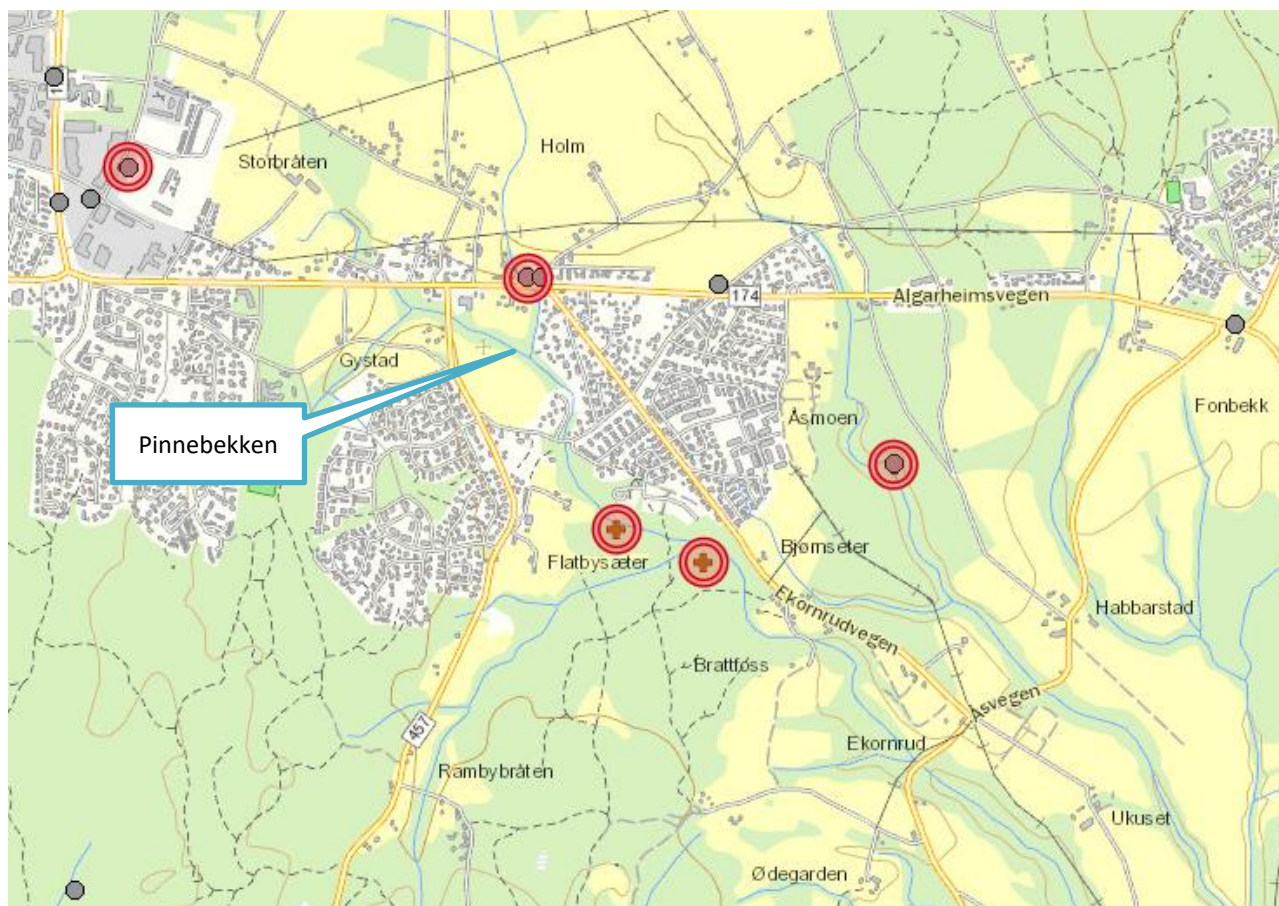 Holm
Storbråten
174
Algarheimsvegen
Gystad
Pinnebekken
Åsmoen
Fonbekk
Flatbysæter
Bjørnseter
Ekornrudvegen
Habbarstad
Brattfoss
Åsvegen
457
Ekornrud
Rambybråten
Ukuset
Ødegarden